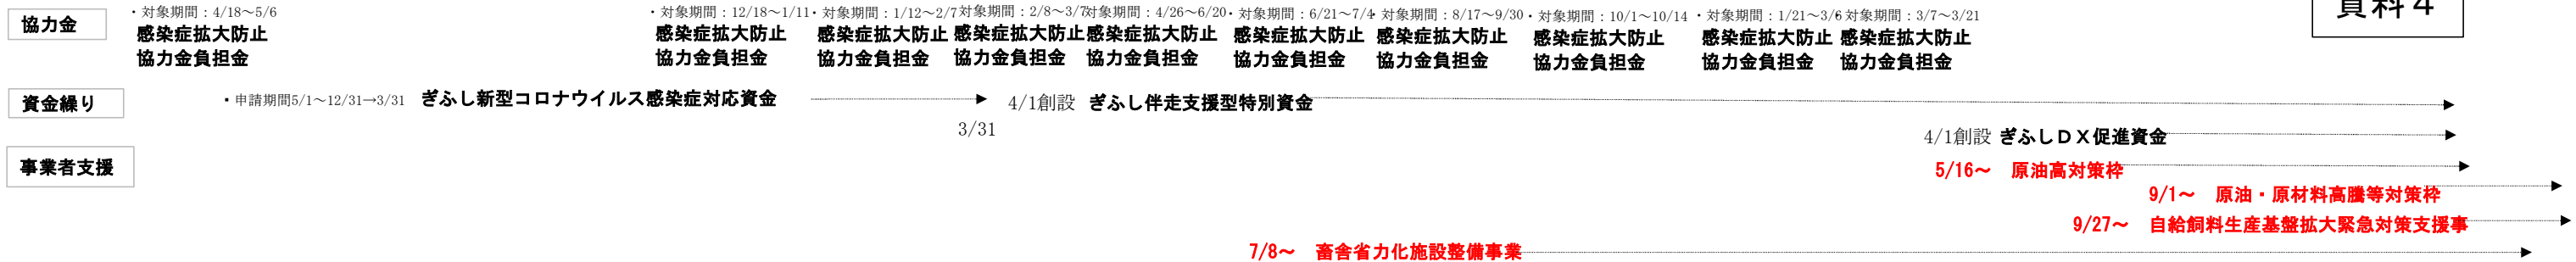 資料４
協力金
・対象期間：4/18～5/6
感染症拡大防止
協力金負担金
・対象期間：12/18～1/11
感染症拡大防止
協力金負担金
・対象期間：1/12～2/7
感染症拡大防止
協力金負担金
対象期間：2/8～3/7
感染症拡大防止
協力金負担金
対象期間：4/26～6/20
感染症拡大防止
協力金負担金
・対象期間：6/21～7/4
感染症拡大防止
協力金負担金
・対象期間：8/17～9/30
感染症拡大防止
協力金負担金
・対象期間：10/1～10/14
感染症拡大防止
協力金負担金
・対象期間：1/21～3/6
感染症拡大防止
協力金負担金
対象期間：3/7～3/21
感染症拡大防止
協力金負担金
資金繰り
・申請期間5/1～12/31→3/31　ぎふし新型コロナウイルス感染症対応資金
3/31
4/1創設　ぎふし伴走支援型特別資金
4/1創設　ぎふしＤＸ促進資金
事業者支援
5/16～　原油高対策枠
9/1～　原油・原材料高騰等対策枠
9/27～　自給飼料生産基盤拡大緊急対策支援事
7/8～　畜舎省力化施設整備事業